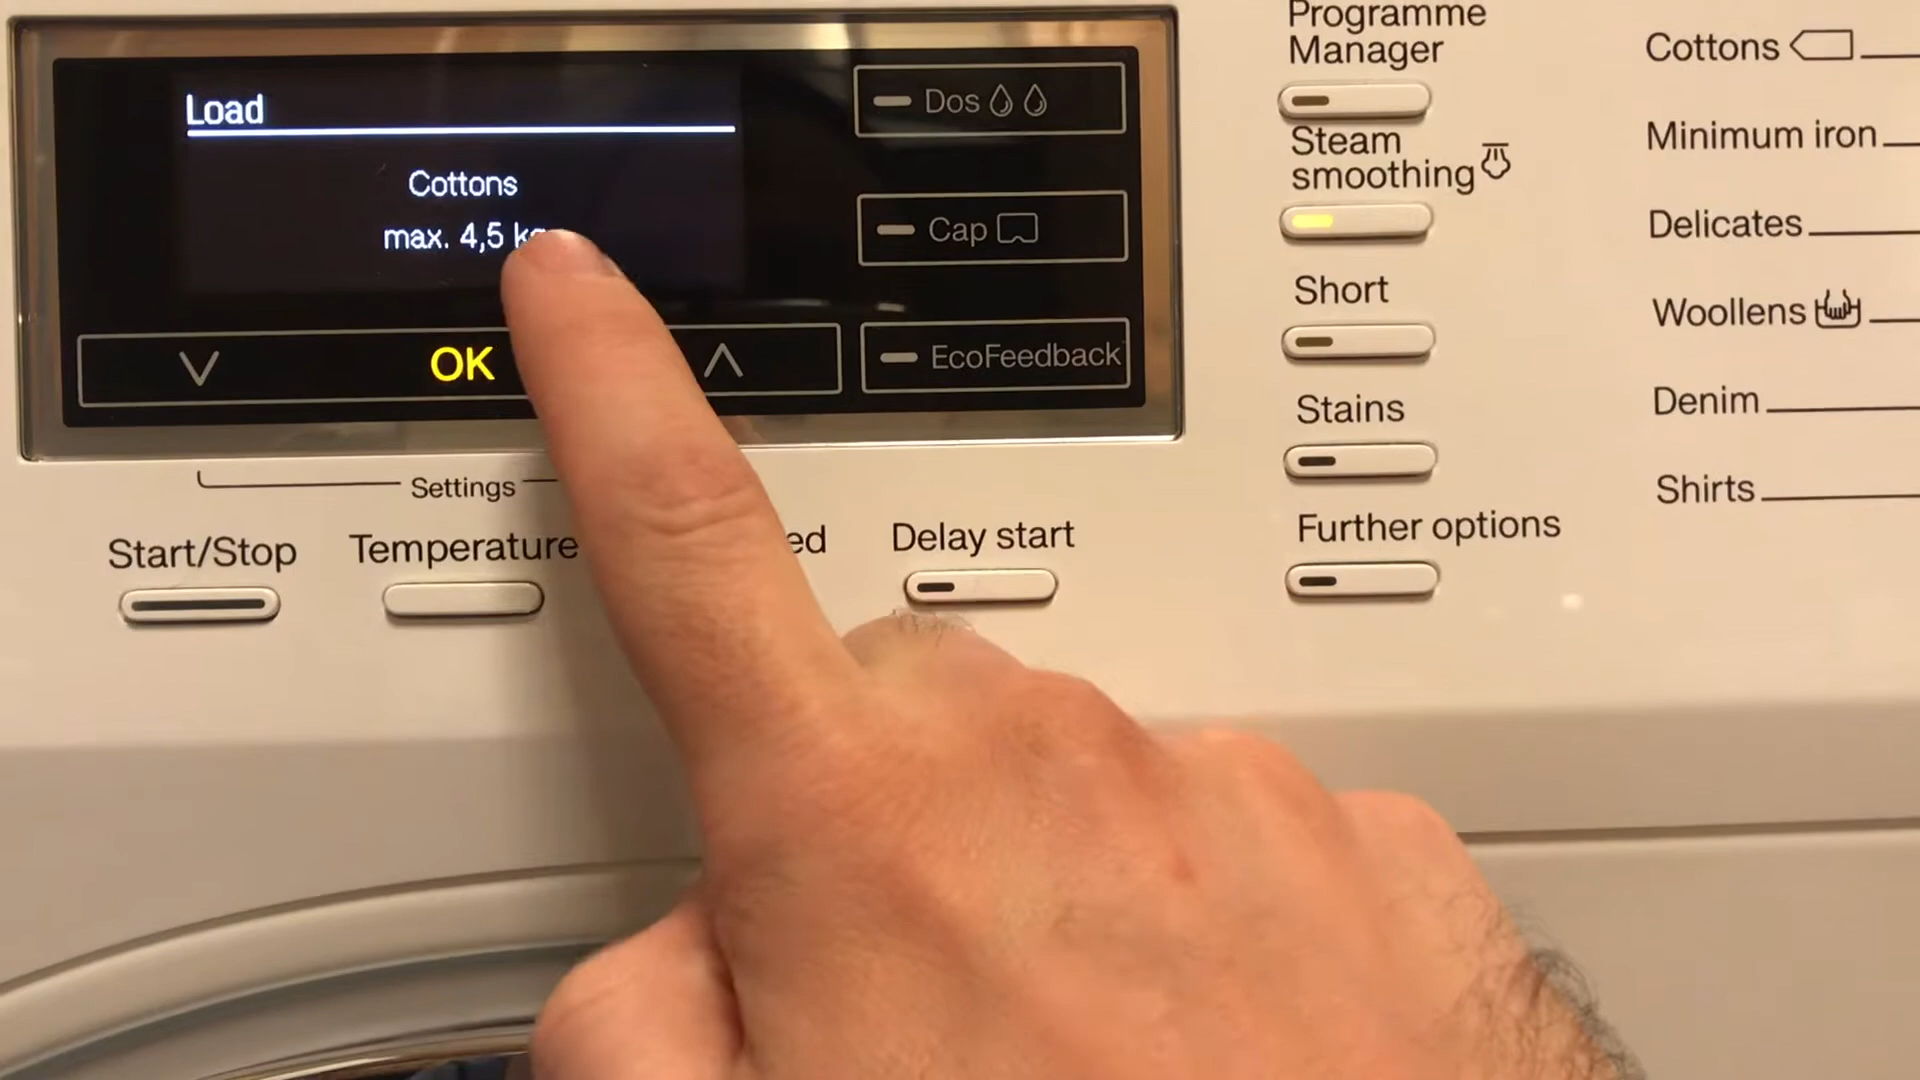 Load
Cottons
max. 4,5
OK
Dos
Cap
EcoFeedback
Settings
Start/Stop
Temperature
Delay start
Programme
Manager
Steam
smoothing
Short
Stains
Further options
Cottons
Minimum iron
Delicates
Woollens
Denim
Shirts